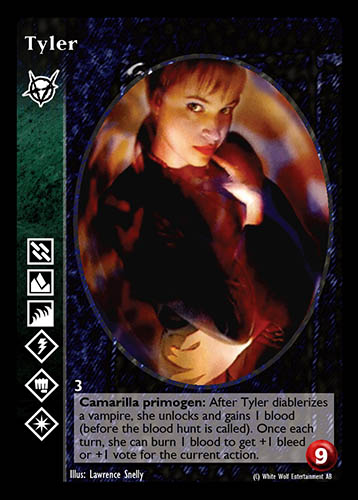 Tyler
3
Camarilla primogen: After Tyler diablerizes
a vampire, she unlocks and gains 1 blood
(before the blood hunt is called). Once each
turn, she can burn 1 blood to get +1 bleed
or +1 vote for the current action.
9
Illus: Lawrence Snelly
(C) White Wolf Entertainment AB